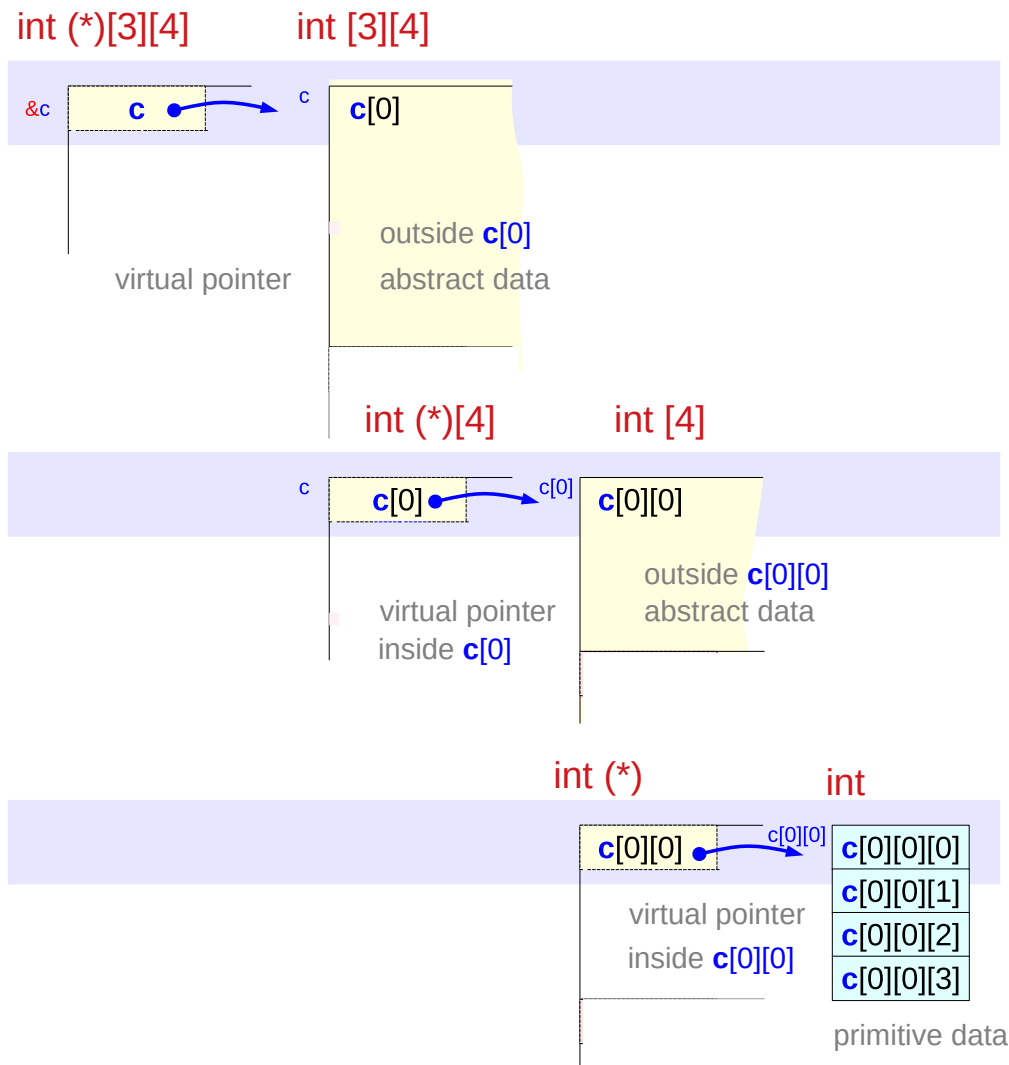 int (*)[3][4] int [3][4]
&c c c c[0]
outside c[0]
virtual pointer abstract data
int (*)[4] int [4]
c c[0] c[0] c[0][0]
outside c[0][0]
virtual pointer abstract data
inside c[0]
int (*) int
c[0][0] c[0][0] c[0][0][0]
c[0][0][1]
virtual pointer
c[0][0][2]
inside c[0][0]
c[0][0][3]
primitive data